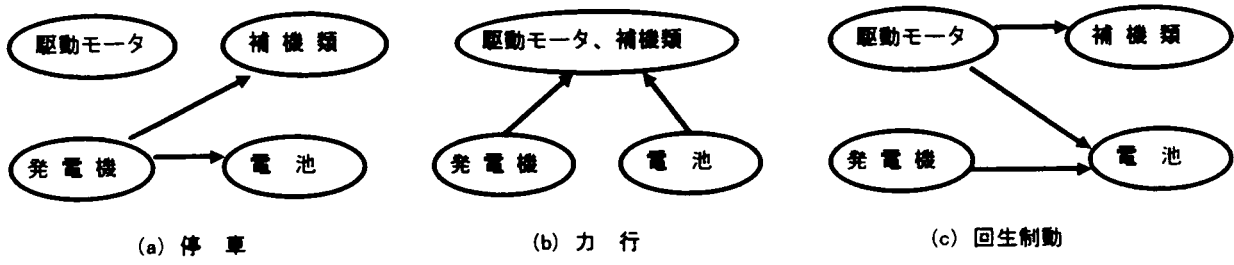 駆動モータ
補機類
発電機
電池
(a) 停車
駆動モータ、補機類
発電機
電池
(b) 力行
駆動モータ
補機類
発電機
電池
(c) 回生制動